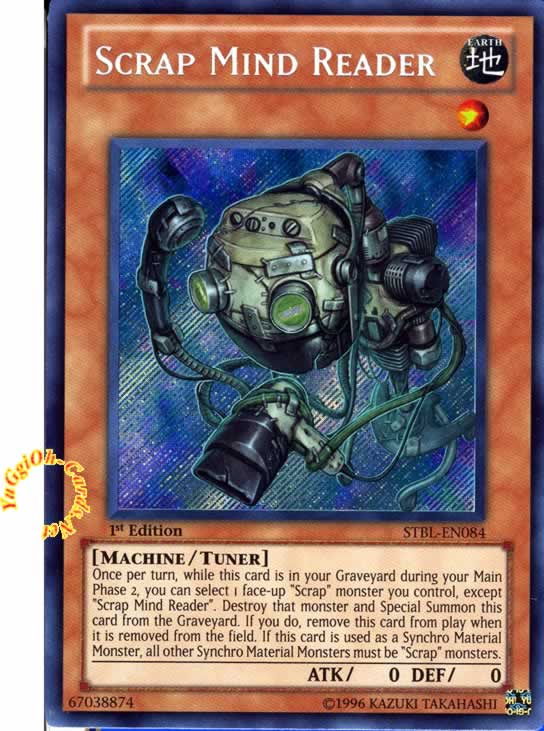 SCRAP MIND READER
EARTH
地
YuGgiOh-Cards.Net
1st Edition
STBL-EN084
[MACHINE/TUNER]
Once per turn, while this card is in your Graveyard during your Main
Phase 2, you can select 1 face-up "Scrap" monster you control, except
"Scrap Mind Reader". Destroy that monster and Special Summon this
card from the Graveyard. If you do, remove this card from play when
it is removed from the field. If this card is used as a Synchro Material
Monster, all other Synchro Material Monsters must be "Scrap" monsters.
ATK/ 0 DEF/ 0
67038874
©1996 KAZUKI TAKAHASHI